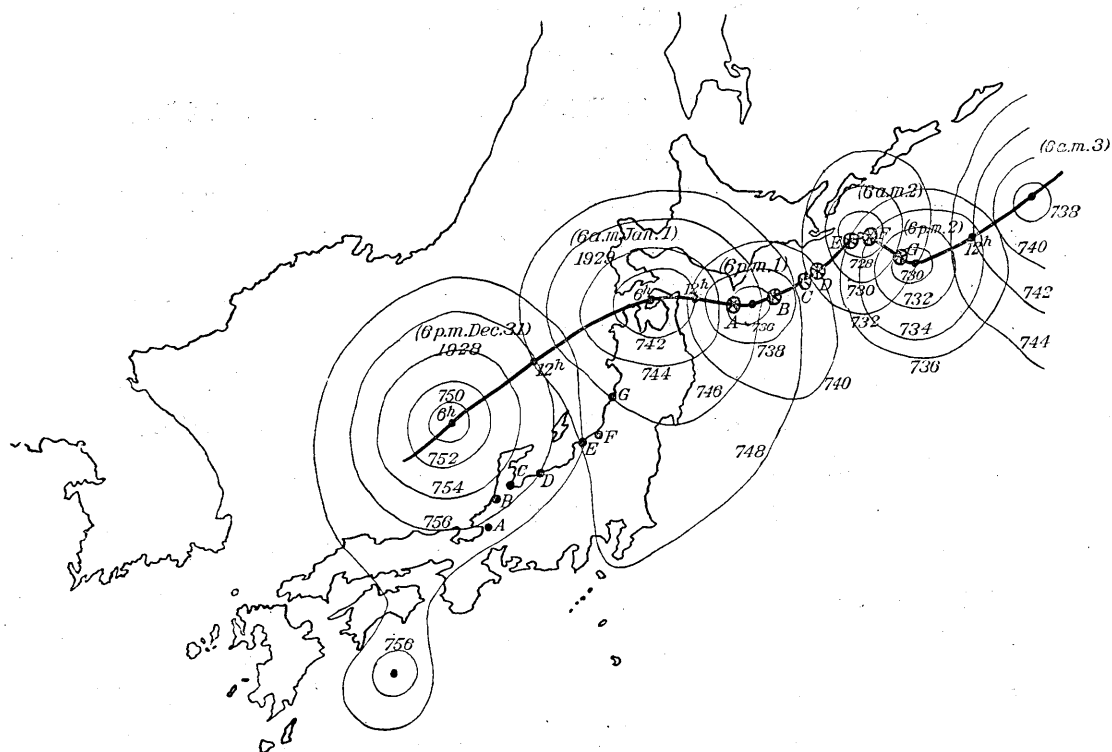 (6 a.m. 3)
738
740
742
744
(6 a.m. 2)
(6 p.m. 2)
12h
E
F
G
728
730
730
732
732
734
736
D
C
(6 p.m. 1)
B
A
736
738
740
(6 a.m. Jan. 1)
1929
6h
12h
742
744
746
748
(6 p.m. Dec. 31)
1928
12h
750
6h
752
754
756
G
F
E
D
C
B
A
756